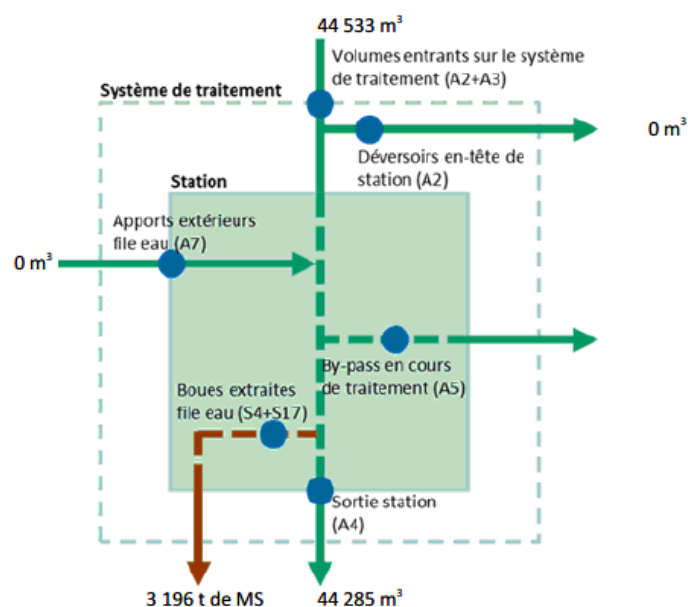 44 533 m³
Volumes entrants sur le système
de traitement (A2+A3)
Système de traitement
0 m³
Déversoirs en-tête de
station (A2)
Station
Apports extérieurs
file eau (A7)
0 m³
By-pass en cours
de traitement (A5)
Boues extraites
file eau (S4+S17)
Sortie station
(A4)
3 196 t de MS
44 285 m³